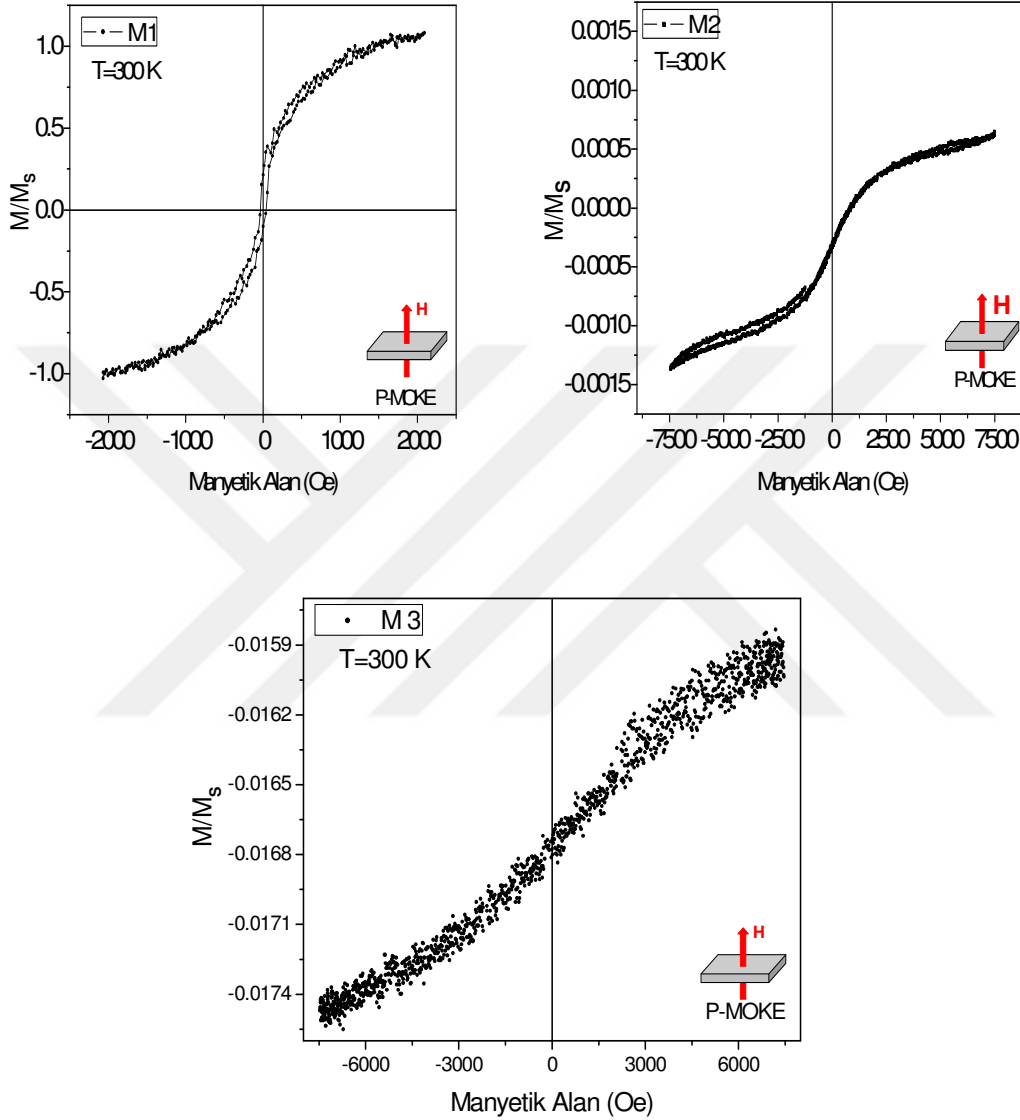 M1
T=300 K
1.0
0.5
0.0
-0.5
-1.0
M/Ms
H
P-MOKE
-2000 -1000 0 1000 2000
Manyetik Alan (Oe)
M2
T=300 K
0.0015
0.0010
0.0005
0.0000
-0.0005
-0.0010
-0.0015
M/Ms
H
P-MOKE
-7500 -5000 -2500 0 2500 5000 7500
Manyetik Alan (Oe)
M 3
T=300 K
-0.0159
-0.0162
-0.0165
-0.0168
-0.0171
-0.0174
M/Ms
H
P-MOKE
-6000 -3000 0 3000 6000
Manyetik Alan (Oe)